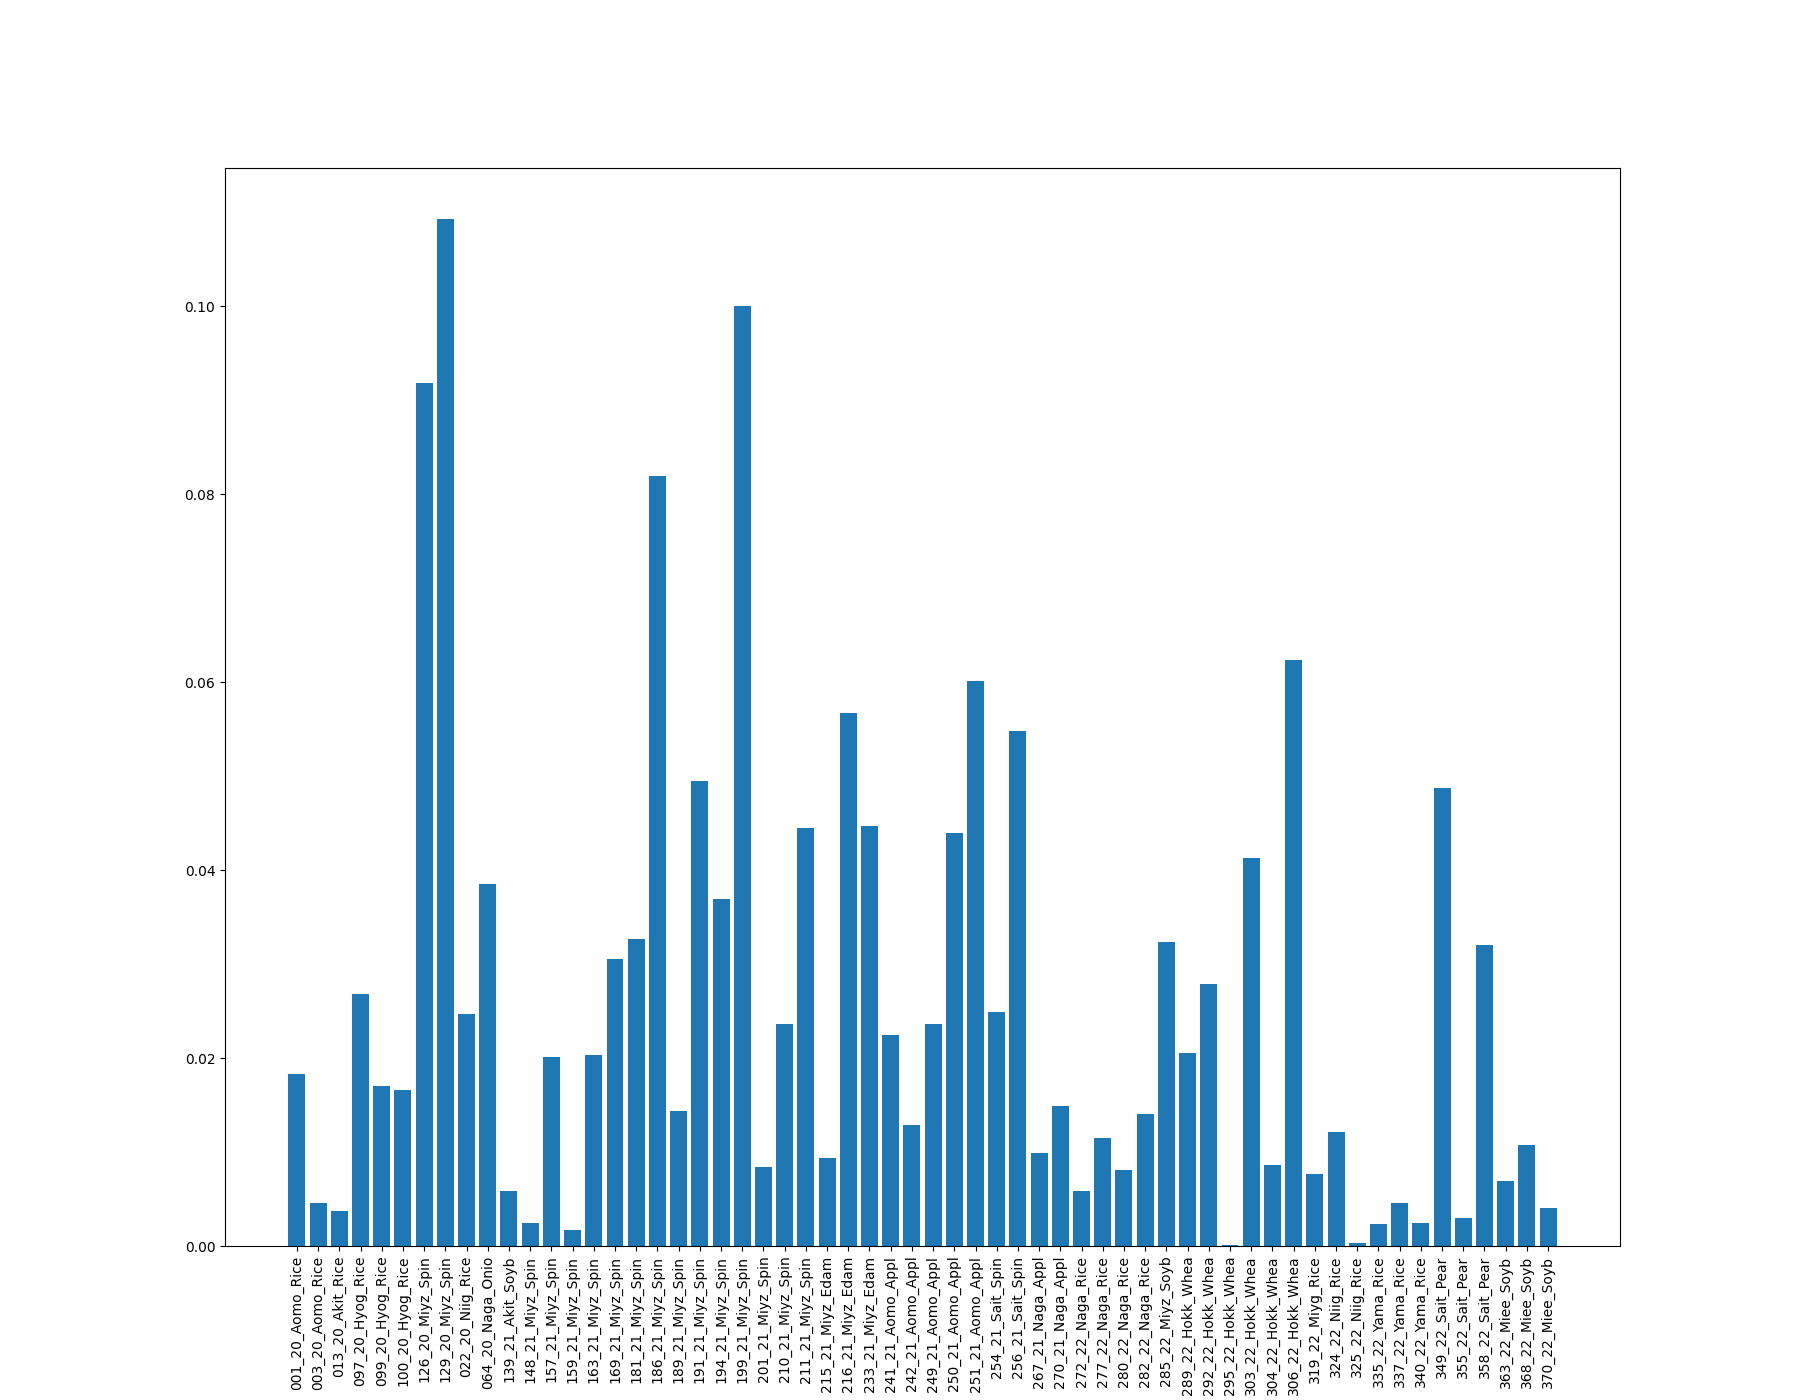 0.10
0.08
0.06
0.04
0.02
0.00
001_20_Aomo_Rice
003_20_Aomo_Rice
013_20_Akit_Rice
097_20_Hyog_Rice
099_20_Hyog_Rice
100_20_Hyog_Rice
126_20_Miyz_Spin
129_20_Miyz_Spin
022_20_Niig_Rice
064_20_Naga_Onio
139_21_Akit_Soyb
148_21_Miyz_Spin
157_21_Miyz_Spin
159_21_Miyz_Spin
163_21_Miyz_Spin
169_21_Miyz_Spin
181_21_Miyz_Spin
186_21_Miyz_Spin
189_21_Miyz_Spin
191_21_Miyz_Spin
194_21_Miyz_Spin
199_21_Miyz_Spin
201_21_Miyz_Spin
210_21_Miyz_Spin
211_21_Miyz_Spin
215_21_Miyz_Edam
216_21_Miyz_Edam
233_21_Miyz_Edam
241_21_Aomo_Appl
242_21_Aomo_Appl
249_21_Aomo_Appl
250_21_Aomo_Appl
251_21_Aomo_Appl
254_21_Sait_Spin
256_21_Sait_Spin
267_21_Naga_Appl
270_21_Naga_Appl
272_22_Naga_Rice
277_22_Naga_Rice
280_22_Naga_Rice
282_22_Naga_Rice
285_22_Miyz_Soyb
289_22_Hokk_Whea
292_22_Hokk_Whea
295_22_Hokk_Whea
303_22_Hokk_Whea
304_22_Hokk_Whea
306_22_Hokk_Whea
319_22_Miyg_Rice
324_22_Niig_Rice
325_22_Niig_Rice
335_22_Yama_Rice
337_22_Yama_Rice
340_22_Yama_Rice
349_22_Sait_Pear
355_22_Sait_Pear
358_22_Sait_Pear
363_22_Miee_Soyb
368_22_Miee_Soyb
370_22_Miee_Soyb